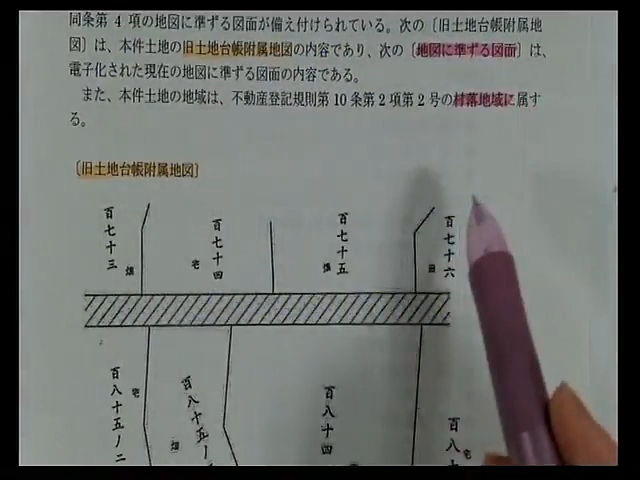 同条第4項の地図に準ずる図面が備え付けられている。次の〔旧土地台帳附属地
図〕は、本件土地の旧土地台帳附属地図の内容であり、次の〔地図に準ずる図面〕は、
電子化された現在の地図に準ずる図面の内容である。
また、本件土地の地域は、不動産登記規則第10条第2項第2号の村落地域に属す
る。
〔旧土地台帳附属地図〕
百七十三
畑
百七十四
宅
百七十五
畑
百七十六
田
百八十五ノ二
宅
百八十五ノ
畑
百八十四
百八
宅